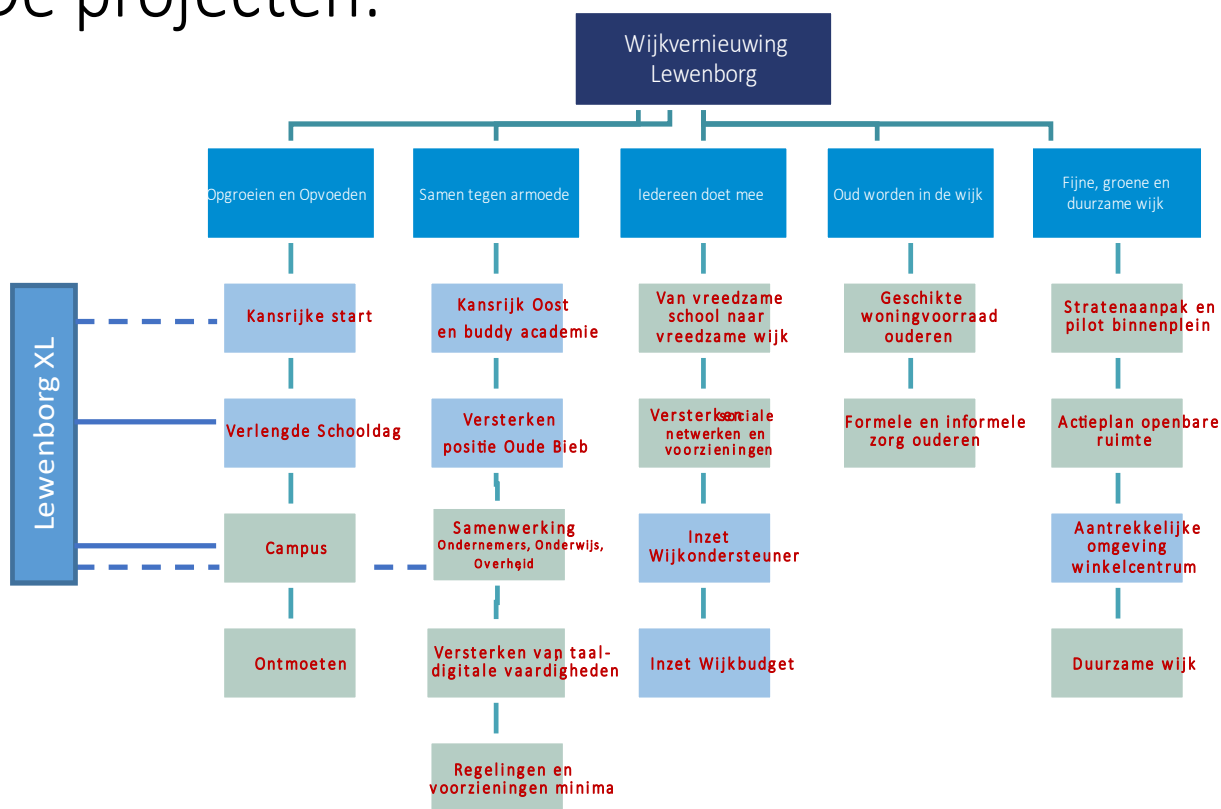 De projecten:
Wijkvernieuwing
Lewenborg
Opgroeien en Opvoeden
Samen tegen armoede
Iedereen doet mee
Oud worden in de wijk
Fijne, groene en
duurzame wijk
Lewenborg XL
Kansrijke start
Verlengde Schooldag
Campus
Ontmoeten
Kansrijk Oost
en buddy academie
Versterken
positie Oude Bieb
Samenwerking
Ondernemers, Onderwijs,
Overheid
Versterken van taal-
digitale vaardigheden
Regelingen en
voorzieningen minima
Van vreedzame
school naar
vreedzame wijk
Versterken sociale
netwerken en
voorzieningen
Inzet
Wijkondersteuner
Inzet Wijkbudget
Geschikte
woningvoorraad
ouderen
Formele en informele
zorg ouderen
Stratenaanpak en
pilot binnenplein
Actieplan openbare
ruimte
Aantrekkelijke
omgeving
winkelcentrum
Duurzame wijk